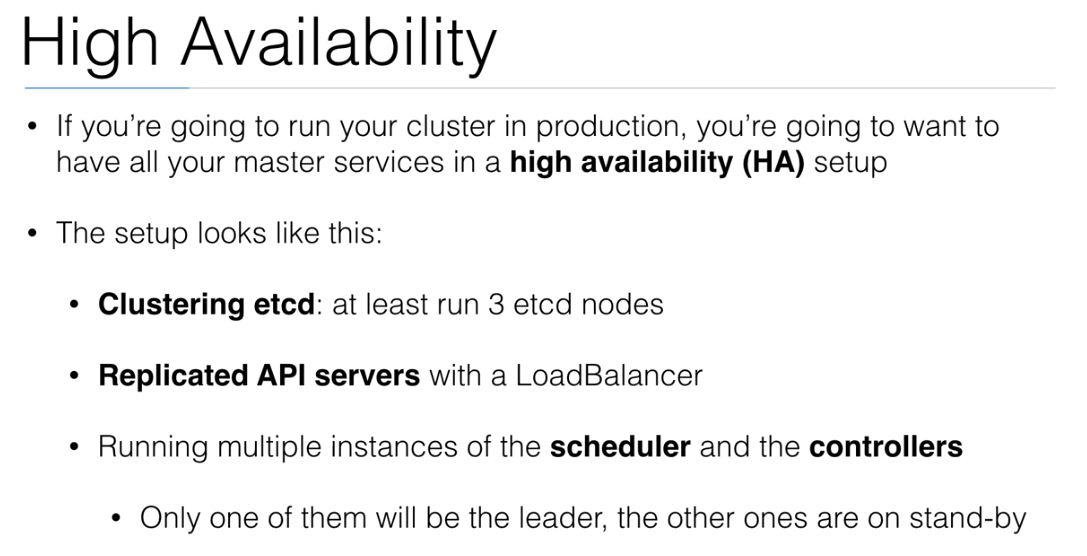 High Availability
• If you’re going to run your cluster in production, you’re going to want to
have all your master services in a high availability (HA) setup
• The setup looks like this:
• Clustering etcd: at least run 3 etcd nodes
• Replicated API servers with a LoadBalancer
• Running multiple instances of the scheduler and the controllers
• Only one of them will be the leader, the other ones are on stand-by